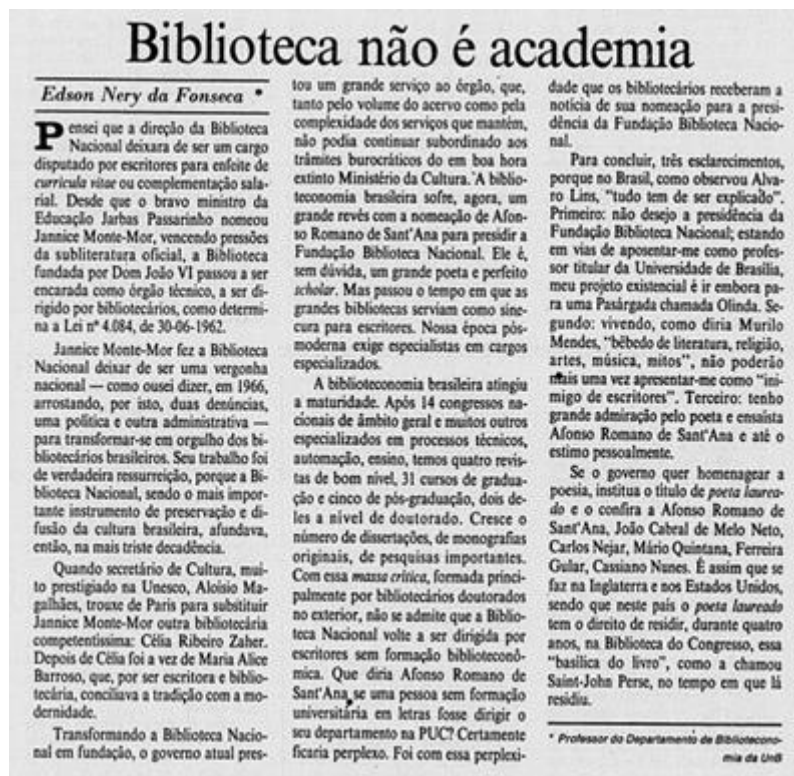 Biblioteca não é academia
Edson Nery da Fonseca *
Pensei que a direção da Biblioteca
Nacional deixara de ser um cargo
disputado por escritores para enfeite de
curricula vitae ou complementação sala-
rial. Desde que o bravo ministro da
Educação Jarbas Passarinho nomeou
Jannice Monte-Mor, vencendo pressões
da subliteratura oficial, a Biblioteca
fundada por Dom João VI passou a ser
encarada como órgão técnico, a ser di-
rigido por bibliotecários, como determi-
na a Lei nº 4.084, de 30-06-1962.
Jannice Monte-Mor fez a Biblioteca
Nacional deixar de ser uma vergonha
nacional — como ousei dizer, em 1966,
arrostando, por isto, duas denúncias,
uma política e outra administrativa —
para transformar-se em orgulho dos bi-
bliotecários brasileiros. Seu trabalho foi
de verdadeira ressurreição, porque a Bi-
blioteca Nacional, sendo o mais impor-
tante instrumento de preservação e di-
fusão da cultura brasileira, afundava,
então, na mais triste decadência.
Quando secretário de Cultura, mui-
to prestigiado na Unesco, Aloisio Ma-
galhães, trouxe de Paris para substituir
Jannice Monte-Mor outra bibliotecária
competentíssima: Célia Ribeiro Zaher.
Depois de Célia foi a vez de Maria Alice
Barroso, que, por ser escritora e biblio-
tecária, conciliava a tradição com a mo-
dernidade.
Transformando a Biblioteca Nacio-
nal em fundação, o governo atual pres-
tou um grande serviço ao órgão, que,
tanto pelo volume do acervo como pela
complexidade dos serviços que mantém,
não podia continuar subordinado aos
trâmites burocráticos do em boa hora
extinto Ministério da Cultura. A biblio-
teconomia brasileira sofre, agora, um
grande revés com a nomeação de Afon-
so Romano de Sant'Ana para presidir a
Fundação Biblioteca Nacional. Ele é,
sem dúvida, um grande poeta e perfeito
scholar. Mas passou o tempo em que as
grandes bibliotecas serviam como sine-
cura para escritores. Nossa época pós-
moderna exige especialistas em cargos
especializados.
A biblioteconomia brasileira atingiu
a maturidade. Após 14 congressos na-
cionais de âmbito geral e muitos outros
especializados em processos técnicos,
automação, ensino, temos quatro revis-
tas de bom nível, 31 cursos de gradua-
ção e cinco de pós-graduação, dois de-
les a nível de doutorado. Cresce o
número de dissertações, de monografias
originais, de pesquisas importantes.
Com essa massa crítica, formada princi-
palmente por bibliotecários doutorados
no exterior, não se admite que a Biblio-
teca Nacional volte a ser dirigida por
escritores sem formação biblioteconô-
mica. Que diria Afonso Romano de
Sant'Ana se uma pessoa sem formação
universitária em letras fosse dirigir o
seu departamento na PUC? Certamente
ficaria perplexo. Foi com essa perplexi-
dade que os bibliotecários receberam a
notícia de sua nomeação para a presi-
dência da Fundação Biblioteca Nacio-
nal.
Para concluir, três esclarecimentos,
porque no Brasil, como observou Alva-
ro Lins, "tudo tem de ser explicado".
Primeiro: não desejo a presidência da
Fundação Biblioteca Nacional; estando
em vias de aposentar-me como profes-
sor titular da Universidade de Brasília,
meu projeto existencial é ir embora pa-
ra uma Pasárgada chamada Olinda. Se-
gundo: vivendo, como diria Murilo
Mendes, "bêbedo de literatura, religião,
artes, música, mitos", não poderão
mais uma vez apresentar-me como "ini-
migo de escritores". Terceiro: tenho
grande admiração pelo poeta e ensaísta
Afonso Romano de Sant'Ana e até o
estimo pessoalmente.
Se o governo quer homenagear a
poesia, institua o título de poeta laurea-
do e o confira a Afonso Romano de
Sant'Ana, João Cabral de Melo Neto,
Carlos Nejar, Mário Quintana, Ferreira
Gular, Cassiano Nunes. É assim que se
faz na Inglaterra e nos Estados Unidos,
sendo que neste país o poeta laureado
tem o direito de residir, durante quatro
anos, na Biblioteca do Congresso, essa
"basílica do livro", como a chamou
Saint-John Perse, no tempo em que lá
residiu.
* Professor do Departamento de Bibliotecono-
mia da UnB